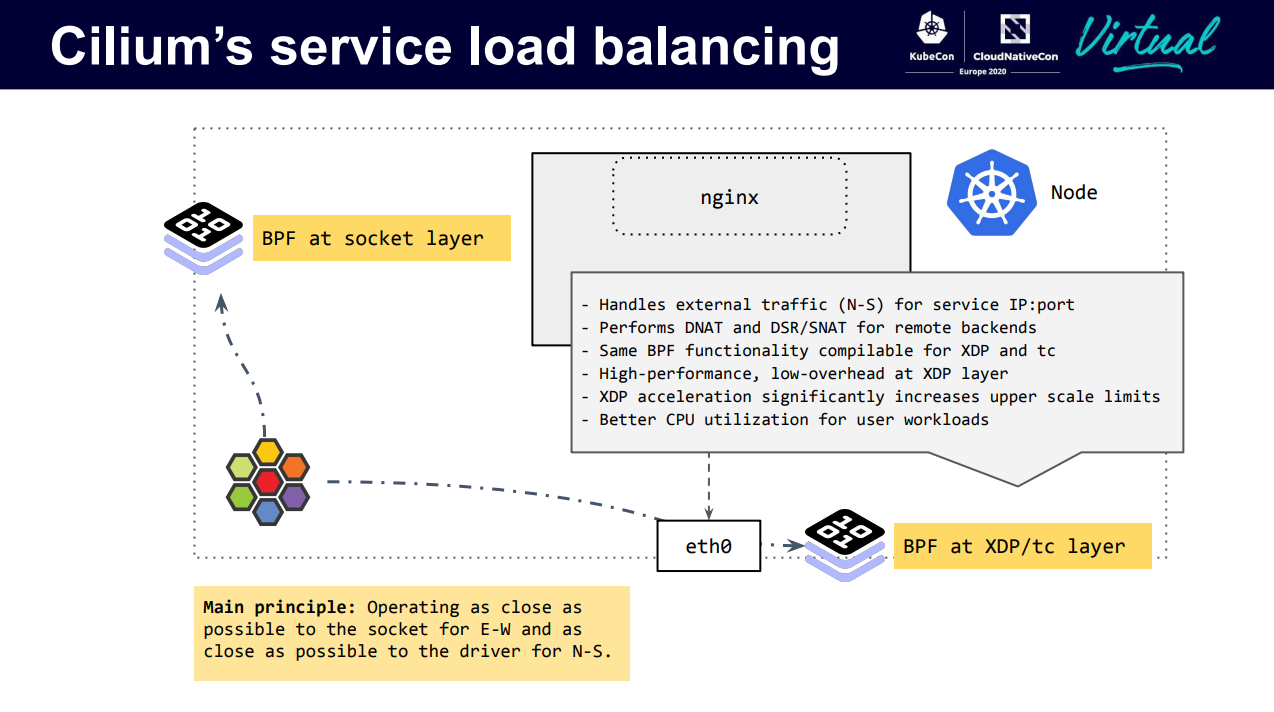 Cilium’s service load balancing
KubeCon
CloudNativeCon
Europe 2020
Virtual
nginx
Node
BPF at socket layer
- Handles external traffic (N-S) for service IP:port
- Performs DNAT and DSR/SNAT for remote backends
- Same BPF functionality compilable for XDP and tc
- High-performance, low-overhead at XDP layer
- XDP acceleration significantly increases upper scale limits
- Better CPU utilization for user workloads
eth0
BPF at XDP/tc layer
Main principle: Operating as close as
possible to the socket for E-W and as
close as possible to the driver for N-S.